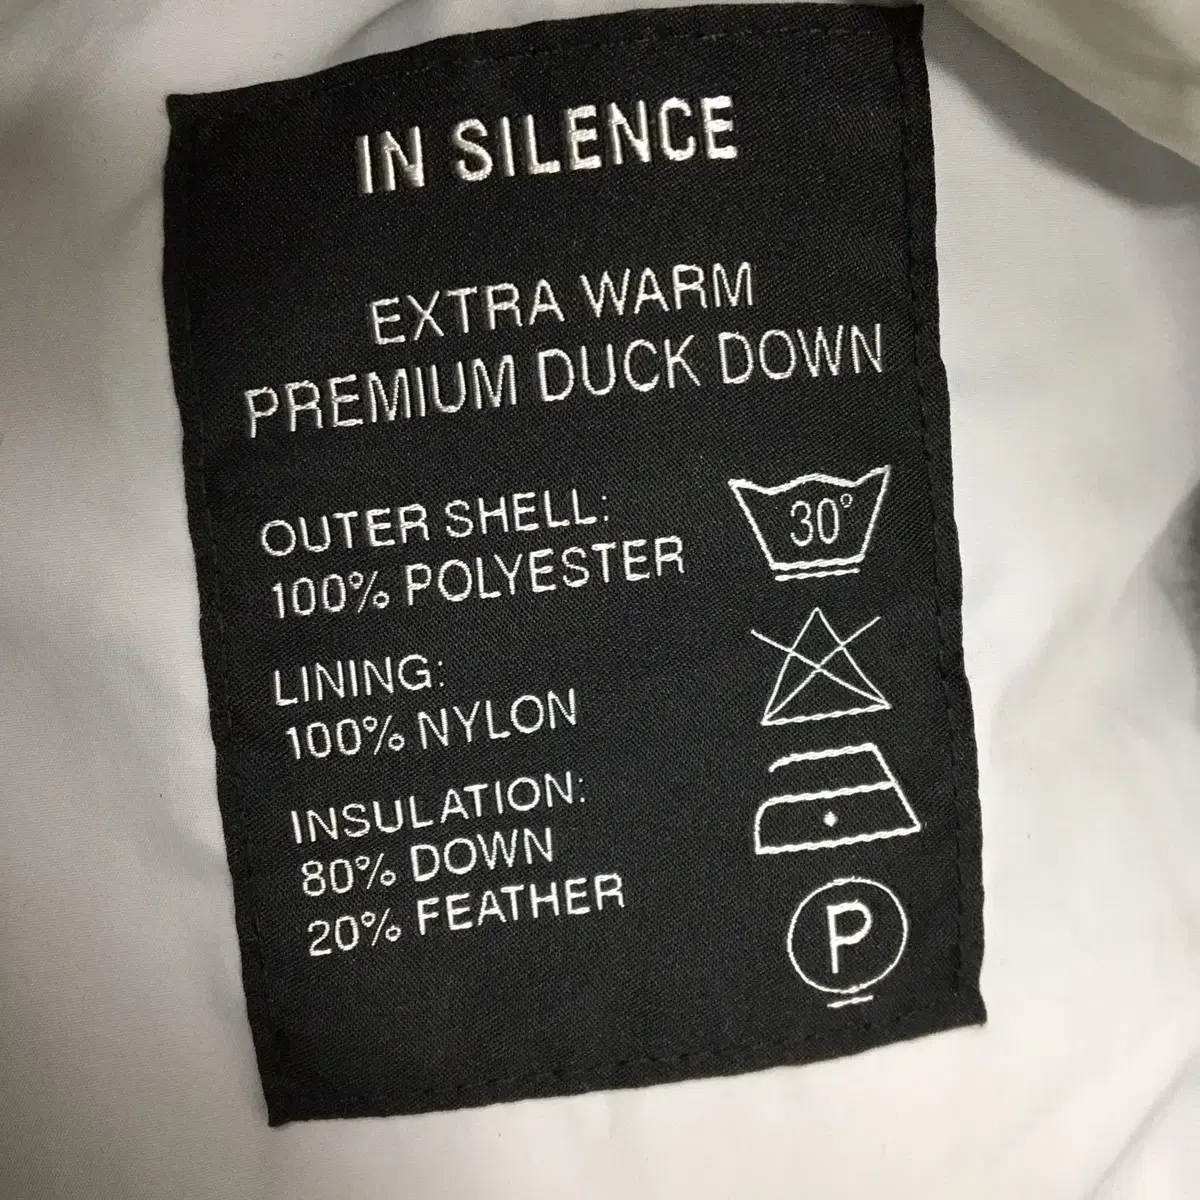 IN SILENCE
EXTRA WARM
PREMIUM DUCK DOWN
OUTER SHELL:
100% POLYESTER
30°
LINING:
100% NYLON
INSULATION:
80% DOWN
20% FEATHER
P